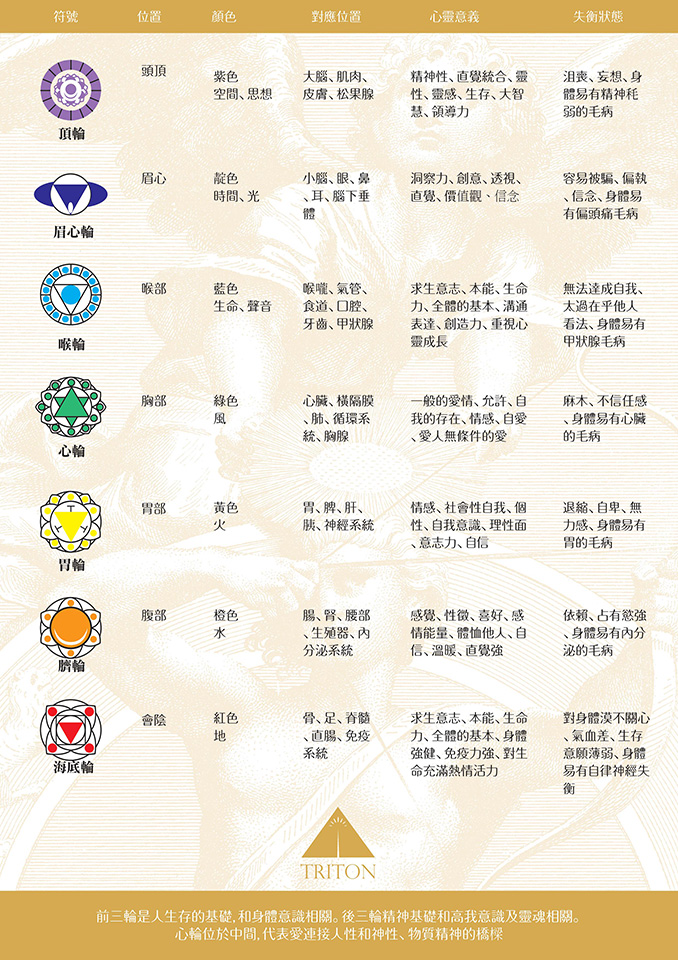 符號 位置 顏色 對應位置 心靈意義 失衡狀態
頂輪
頭頂
紫色
空間、思想
大腦、肌肉、
皮膚、松果腺
精神性、直覺統合、靈
性、靈感、生存、大智
慧、領導力
沮喪、妄想、身
體易有精神秏
弱的毛病
眉心輪
眉心
靛色
時間、光
小腦、眼、鼻
、耳、腦下垂
體
洞察力、創意、透視、
直覺、價值觀、信念
容易被騙、偏執
、信念、身體易
有偏頭痛毛病
喉輪
喉部
藍色
生命、聲音
喉嚨、氣管、
食道、口腔、
牙齒、甲狀腺
求生意志、本能、生命
力、全體的基本、溝通
表達、創造力、重視心
靈成長
無法達成自我、
太過在乎他人
看法、身體易有
甲狀腺毛病
心輪
胸部
綠色
風
心臟、橫隔膜
、肺、循環系
統、胸腺
一般的愛情、允許、自
我的存在、情感、自愛
、愛人無條件的愛
麻木、不信任感
、身體易有心臟
的毛病
胃輪
胃部
黃色
火
胃、脾、肝、
胰、神經系統
情感、社會性自我、個
性、自我意識、理性面
、意志力、自信
退縮、自卑、無
力感、身體易有
胃的毛病
臍輪
腹部
橙色
水
腸、腎、腰部
、生殖器、內
分泌系統
感覺、性徵、喜好、感
情能量、體恤他人、自
信、溫暖、直覺強
依賴、占有慾強
、身體易有內分
泌的毛病
海底輪
會陰
紅色
地
骨、足、脊髓
、直腸、免疫
系統
求生意志、本能、生命
力、全體的基本、身體
強健、免疫力強、對生
命充滿熱情活力
對身體漠不關心
、氣血差、生存
意願薄弱、身體
易有自律神經失
衡
TRITON
前三輪是人生存的基礎,和身體意識相關。後三輪精神基礎和高我意識及靈魂相關。
心輪位於中間,代表愛連接人性和神性、物質精神的橋樑